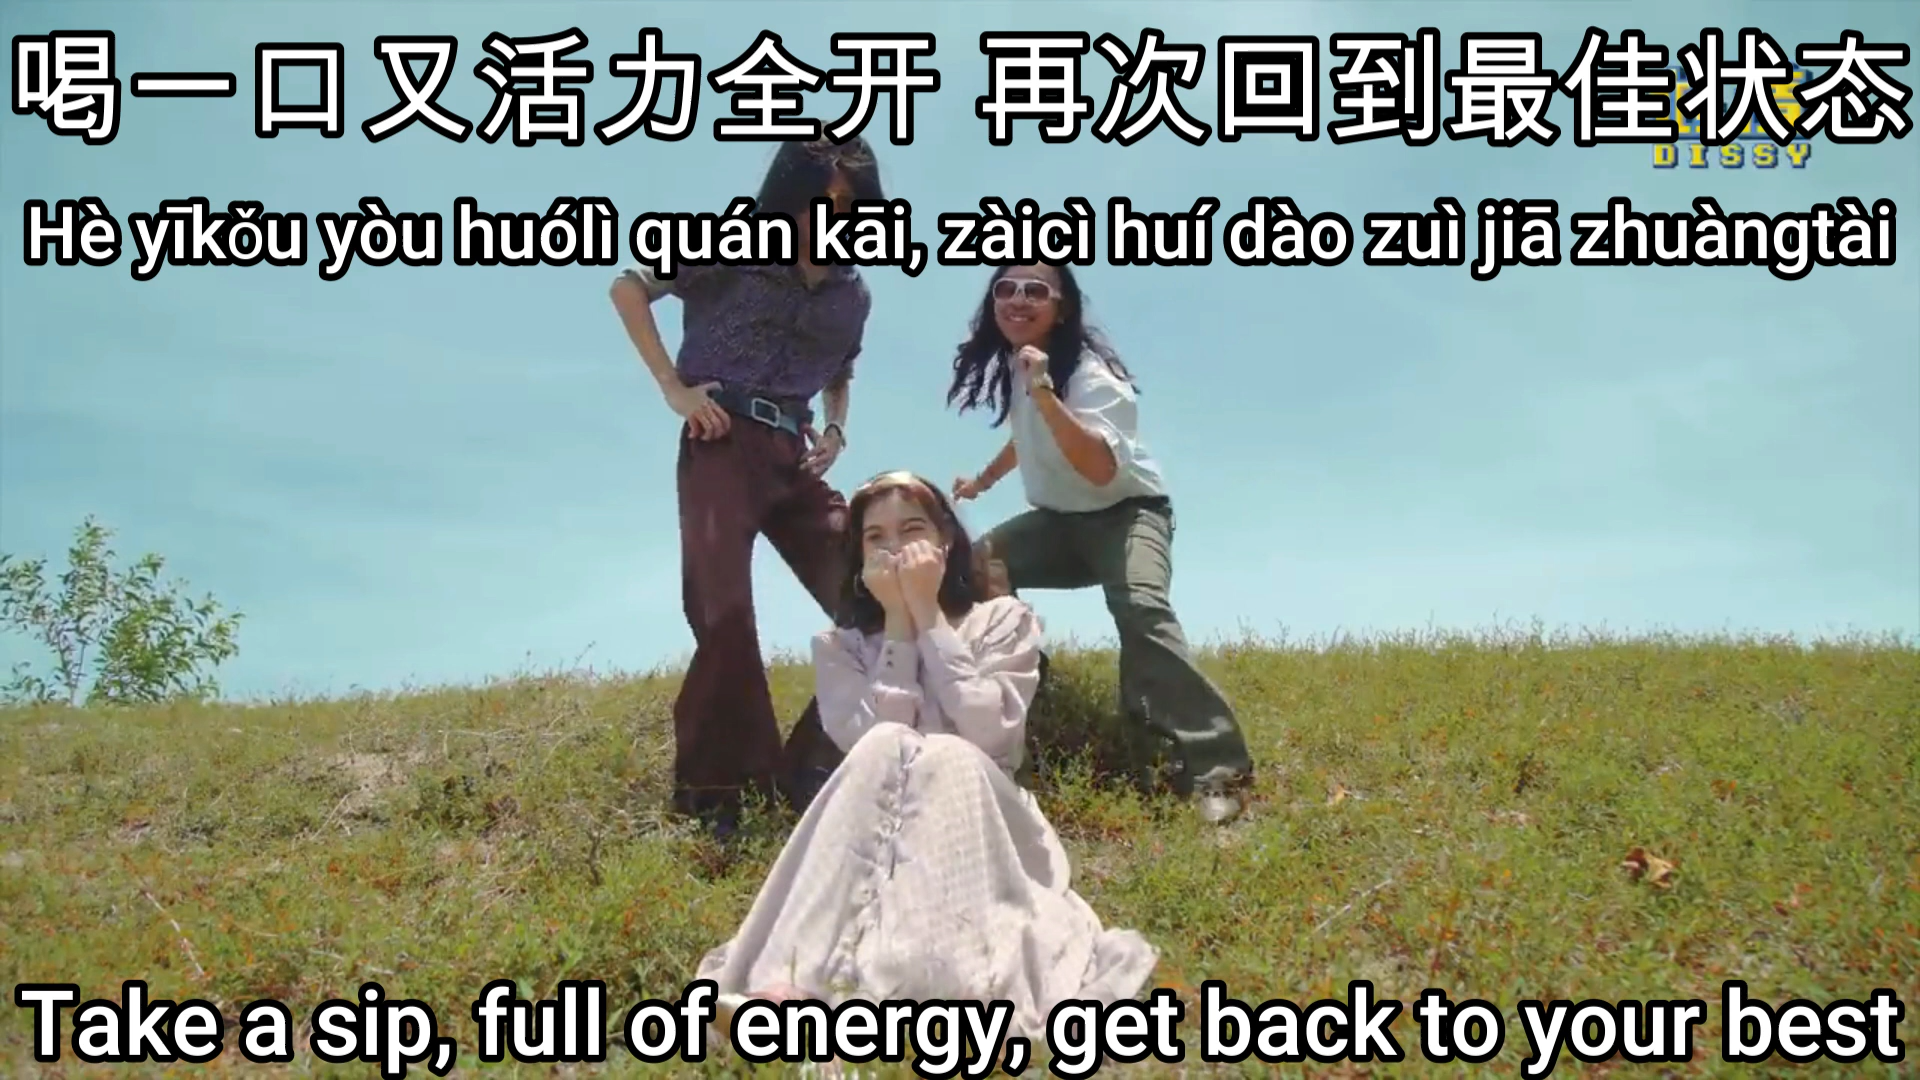 喝一口又活力全开 再次回到最佳状态
DISSY
Hè yīkǒu yòu huólì quán kāi, zàicì huí dào zuì jiā zhuàngtài
Take a sip, full of energy, get back to your best